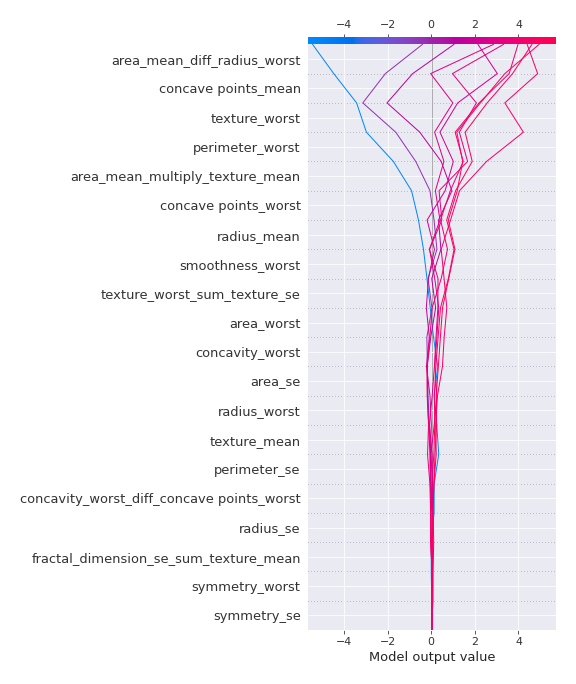 −4 −2 0 2 4
area_mean_diff_radius_worst
concave points_mean
texture_worst
perimeter_worst
area_mean_multiply_texture_mean
concave points_worst
radius_mean
smoothness_worst
texture_worst_sum_texture_se
area_worst
concavity_worst
area_se
radius_worst
texture_mean
perimeter_se
concavity_worst_diff_concave points_worst
radius_se
fractal_dimension_se_sum_texture_mean
symmetry_worst
symmetry_se
−4 −2 0 2 4
Model output value